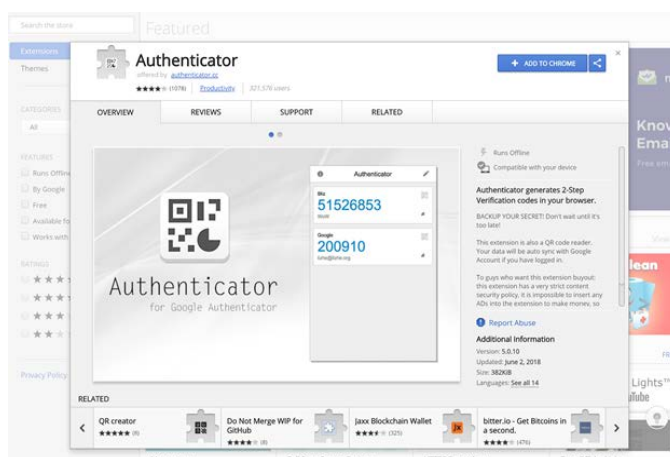 Search the store
Featured
Extensions
Themes
CATEGORIES
All
FEATURES
Runs Offline
By Google
Free
Available fo
Works with
RATINGS
Privacy Policy
Authenticator
offered by authenticator.cc
(1078) Productivity 321,576 users
+ ADD TO CHROME
OVERVIEW REVIEWS SUPPORT RELATED
Authenticator
for Google Authenticator
Authenticator
51526853
Google
200910
Runs Offline
Compatible with your device
Authenticator generates 2-Step
Verification codes in your browser.
BACKUP YOUR SECRET! Don't wait until it's
too late!
This extension is also a QR code reader.
Your data will be auto sync with Google
Account if you have logged in.
To guys who want this extension buyout:
this extension has a very strict content
security policy, it is impossible to insert any
ADs into the extension to make money, so
Report Abuse
Additional Information
Version: 5.0.10
Updated: June 2, 2018
Size: 382KiB
Languages: See all 14
RELATED
QR creator
(8)
Do Not Merge WIP for
GitHub
(8)
Jaxx Blockchain Wallet
(325)
bitter.io - Get Bitcoins in
a second.
(476)
Know
Ema
Free em
lean
FR
Lights™
uTube